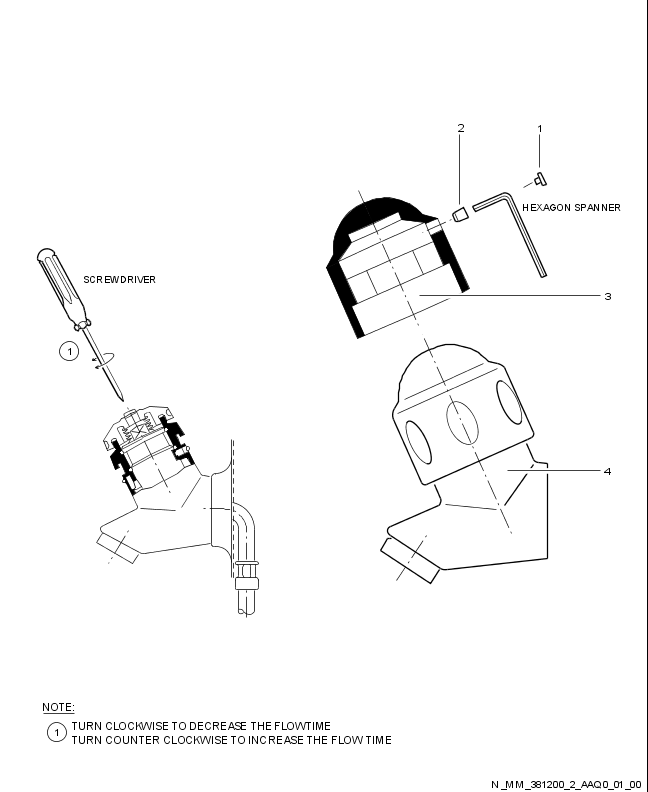 2
1
HEXAGON SPANNER
SCREWDRIVER
3
1
4
NOTE:
1 TURN CLOCKWISE TO DECREASE THE FLOWTIME
TURN COUNTER CLOCKWISE TO INCREASE THE FLOW TIME
N_MM_381200_2_AAQ0_01_00